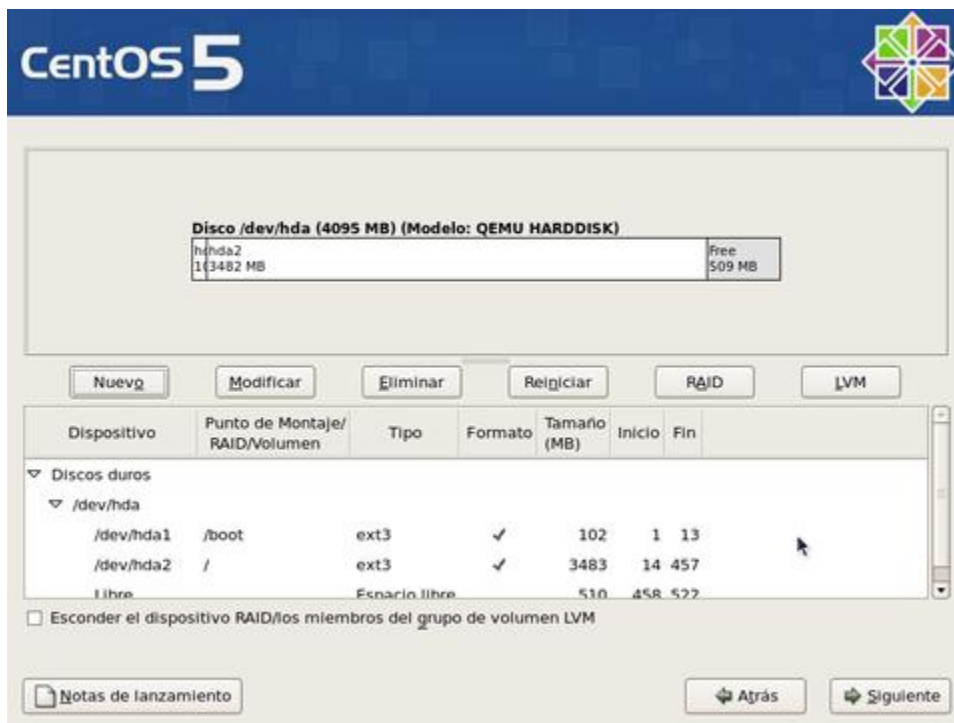 CentOS 5
Disco /dev/hda (4095 MB) (Modelo: QEMU HARDDISK)
hda2 Free
3482 MB 509 MB
Nuevo Modificar Eliminar Reiniciar RAID LVM
Dispositivo Punto de Montaje/ RAID/Volumen Tipo Formato Tamaño (MB) Inicio Fin
Discos duros
/dev/hda
/dev/hda1 /boot ext3 ✓ 102 1 13
/dev/hda2 / ext3 ✓ 3483 14 457
Libre Espacio libre 510 458 522
Esconder el dispositivo RAID/los miembros del grupo de volumen LVM
Notas de lanzamiento Atrás Siguiente